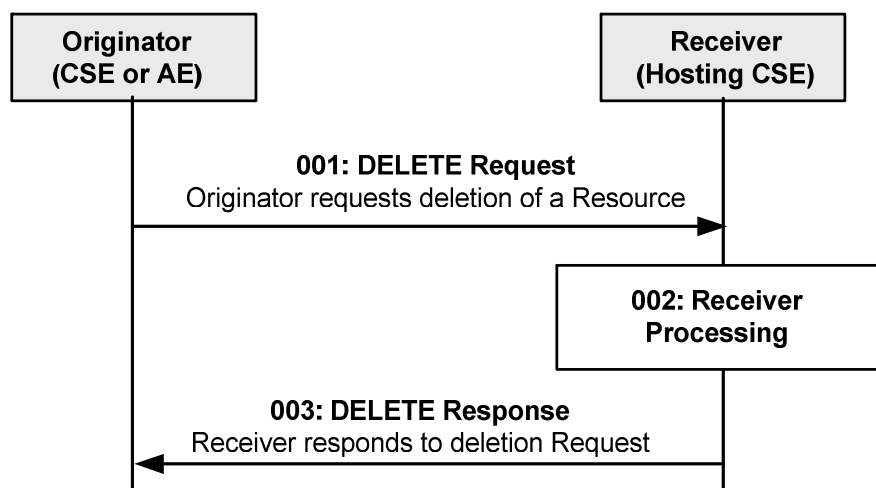 Originator
(CSE or AE)
Receiver
(Hosting CSE)
001: DELETE Request
Originator requests deletion of a Resource
002: Receiver
Processing
003: DELETE Response
Receiver responds to deletion Request